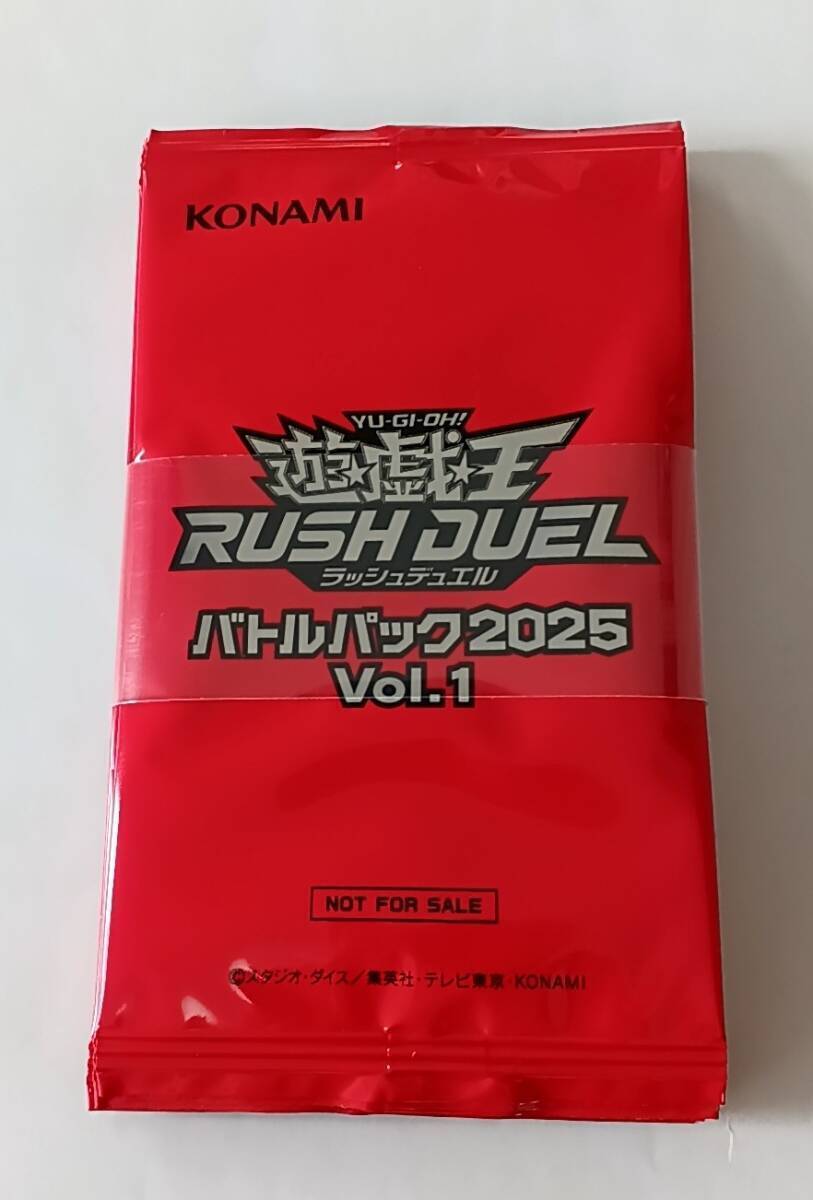 KONAMI
YU-GI-OH!
遊☆戯☆王
RUSH DUEL
ラッシュデュエル
バトルパック2025
Vol.1
NOT FOR SALE
©スタジオ・ダイス／集英社・テレビ東京・KONAMI